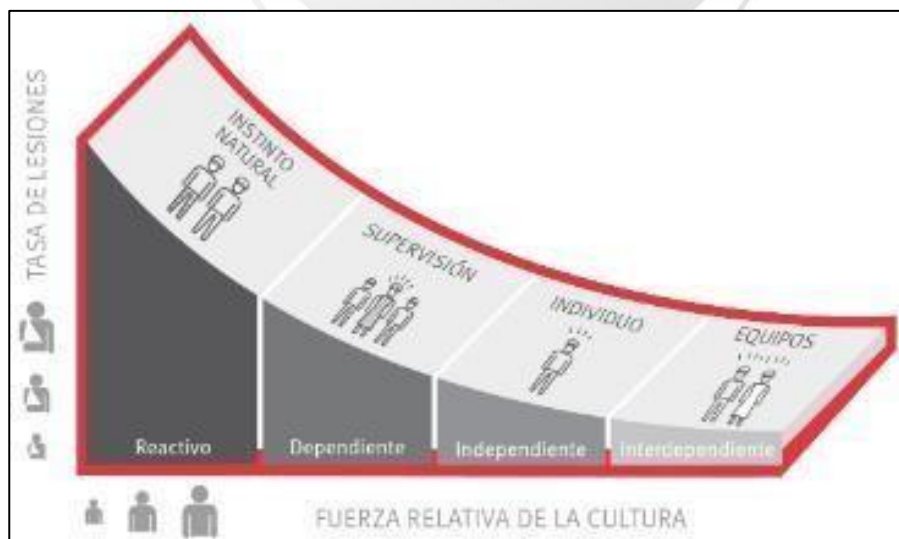 TASA DE LESIONES
INSTINTO
NATURAL
SUPERVISIÓN
INDIVIDUO
EQUIPOS
Reactivo
Dependiente
Independiente
Interdependiente
FUERZA RELATIVA DE LA CULTURA